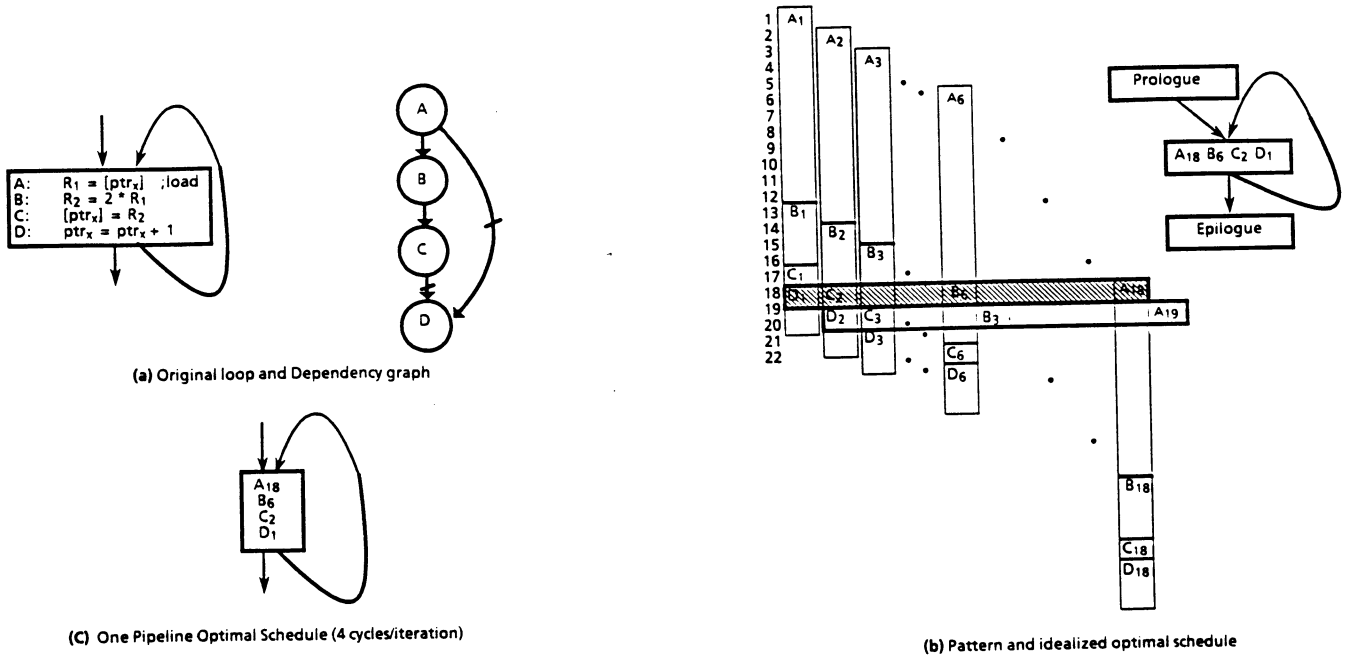 A: R1 = [ptrx] ;load
B: R2 = 2 * R1
C: [ptrx] = R2
D: ptrx = ptrx + 1
A
B
C
D
(a) Original loop and Dependency graph
A18
B6
C2
D1
(C) One Pipeline Optimal Schedule (4 cycles/iteration)
1
2
3
4
5
6
7
8
9
10
11
12
13
14
15
16
17
18
19
20
21
22
A1
A2
A3
A6
B1
B2
B3
C1
D1 C2 B6 A18
D2 C3 B3 A19
D3
C6
D6
B18
C18
D18
Prologue
A18 B6 C2 D1
Epilogue
(b) Pattern and idealized optimal schedule